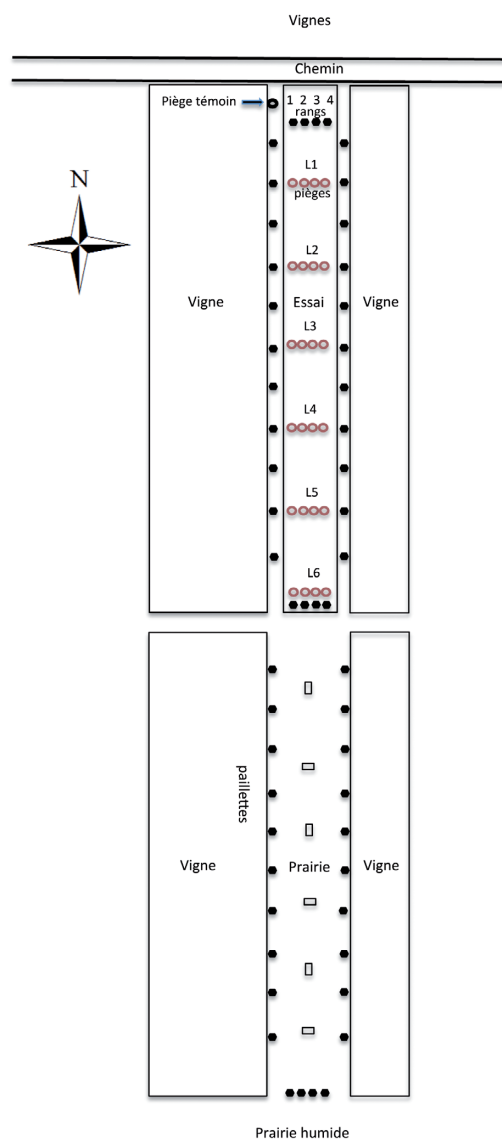 Vignes
Chemin
Piège témoin
1 2 3 4
rangs
L1
pièges
N
L2
Vigne
Essai
Vigne
L3
L4
L5
L6
paillettes
Vigne
Prairie
Vigne
Prairie humide